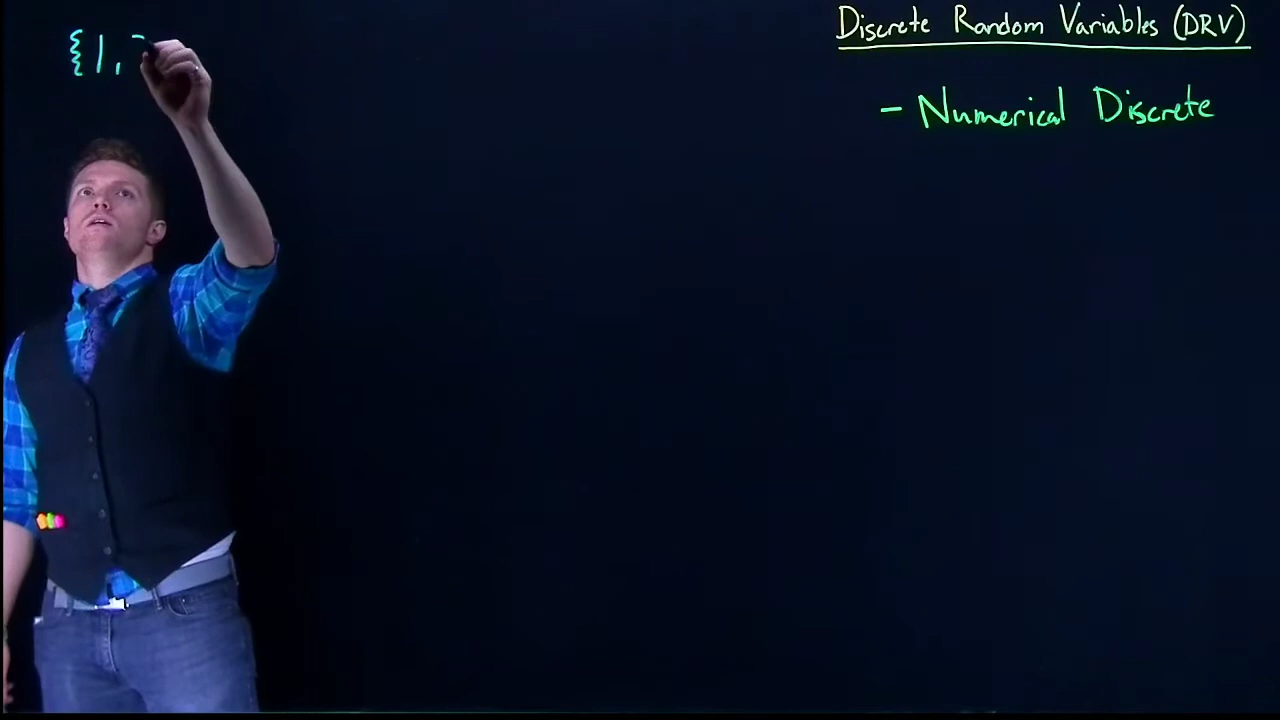 Discrete Random Variables (DRV)
- Numerical Discrete
{1,